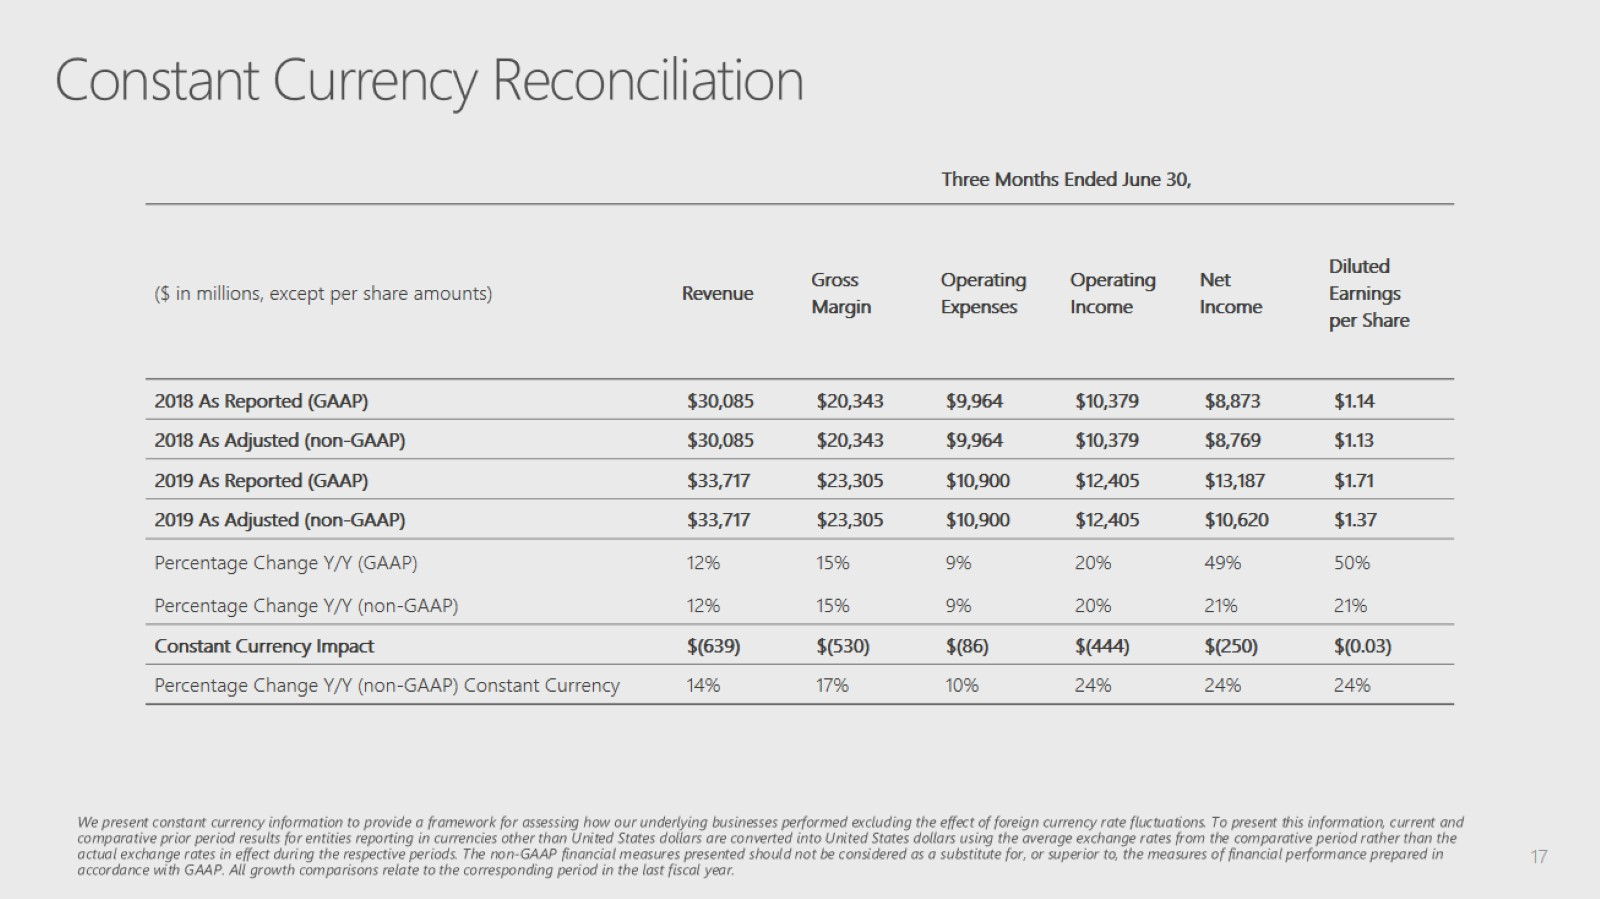 Constant Currency Reconciliation
Three Months Ended June 30,
($ in millions, except per share amounts) Revenue Gross Margin Operating Expenses Operating Income Net Income Diluted Earnings per Share
2018 As Reported (GAAP) $30,085 $20,343 $9,964 $10,379 $8,873 $1.14
2018 As Adjusted (non-GAAP) $30,085 $20,343 $9,964 $10,379 $8,769 $1.13
2019 As Reported (GAAP) $33,717 $23,305 $10,900 $12,405 $13,187 $1.71
2019 As Adjusted (non-GAAP) $33,717 $23,305 $10,900 $12,405 $10,620 $1.37
Percentage Change Y/Y (GAAP) 12% 15% 9% 20% 49% 50%
Percentage Change Y/Y (non-GAAP) 12% 15% 9% 20% 21% 21%
Constant Currency Impact $(639) $(530) $(86) $(444) $(250) $(0.03)
Percentage Change Y/Y (non-GAAP) Constant Currency 14% 17% 10% 24% 24% 24%
We present constant currency information to provide a framework for assessing how our underlying businesses performed excluding the effect of foreign currency rate fluctuations. To present this information, current and
comparative prior period results for entities reporting in currencies other than United States dollars are converted into United States dollars using the average exchange rates from the comparative period rather than the
actual exchange rates in effect during the respective periods. The non-GAAP financial measures presented should not be considered as a substitute for, or superior to, the measures of financial performance prepared in
accordance with GAAP. All growth comparisons relate to the corresponding period in the last fiscal year.
17